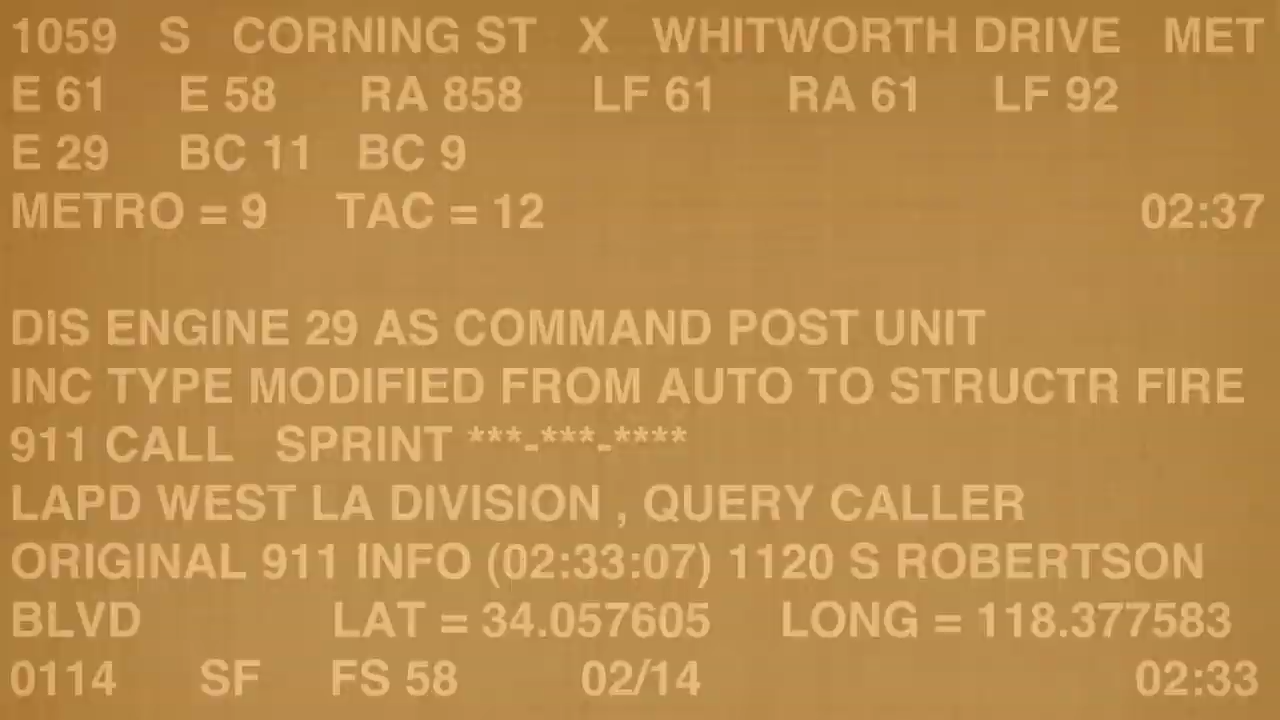 1059 S CORNING ST X WHITWORTH DRIVE MET
E 61 E 58 RA 858 LF 61 RA 61 LF 92
E 29 BC 11 BC 9
METRO = 9 TAC = 12 02:37
DIS ENGINE 29 AS COMMAND POST UNIT
INC TYPE MODIFIED FROM AUTO TO STRUCTR FIRE
911 CALL SPRINT ***-***-****
LAPD WEST LA DIVISION , QUERY CALLER
ORIGINAL 911 INFO (02:33:07) 1120 S ROBERTSON
BLVD LAT = 34.057605 LONG = 118.377583
0114 SF FS 58 02/14 02:33